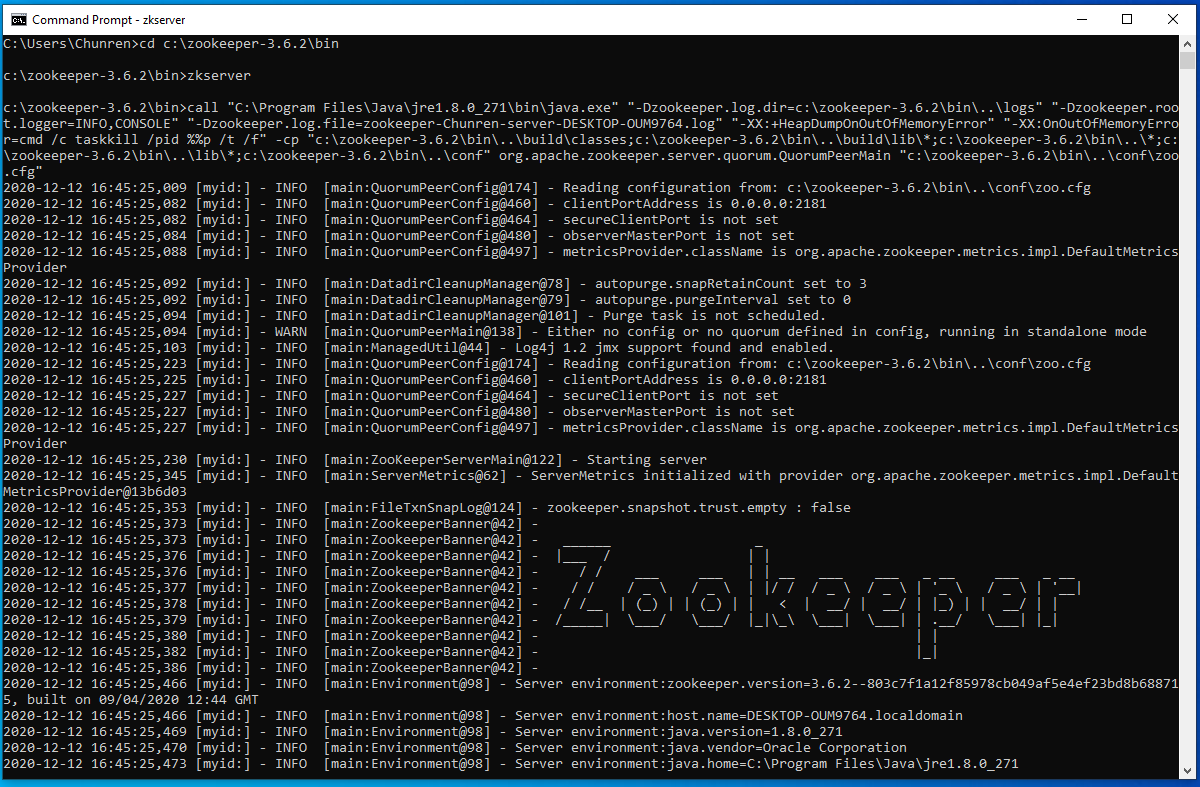 Command Prompt - zkserver
C:\Users\Chunren>cd c:\zookeeper-3.6.2\bin
c:\zookeeper-3.6.2\bin>zkserver
c:\zookeeper-3.6.2\bin>call "C:\Program Files\Java\jre1.8.0_271\bin\java.exe" "-Dzookeeper.log.dir=c:\zookeeper-3.6.2\bin\..\logs" "-Dzookeeper.roo
t.logger=INFO,CONSOLE" "-Dzookeeper.log.file=zookeeper-Chunren-server-DESKTOP-OUM9764.log" "-XX:+HeapDumpOnOutOfMemoryError" "-XX:OnOutOfMemoryErro
r=cmd /c taskkill /pid %%p /t /f" -cp "c:\zookeeper-3.6.2\bin\..\build\classes;c:\zookeeper-3.6.2\bin\..\build\lib\*;c:\zookeeper-3.6.2\bin\..\*;c:
\zookeeper-3.6.2\bin\..\lib\*;c:\zookeeper-3.6.2\bin\..\conf" org.apache.zookeeper.server.quorum.QuorumPeerMain "c:\zookeeper-3.6.2\bin\..\conf\zoo
.cfg"
2020-12-12 16:45:25,009 [myid:] - INFO  [main:QuorumPeerConfig@174] - Reading configuration from: c:\zookeeper-3.6.2\bin\..\conf\zoo.cfg
2020-12-12 16:45:25,082 [myid:] - INFO  [main:QuorumPeerConfig@460] - clientPortAddress is 0.0.0.0:2181
2020-12-12 16:45:25,082 [myid:] - INFO  [main:QuorumPeerConfig@464] - secureClientPort is not set
2020-12-12 16:45:25,084 [myid:] - INFO  [main:QuorumPeerConfig@480] - observerMasterPort is not set
2020-12-12 16:45:25,088 [myid:] - INFO  [main:QuorumPeerConfig@497] - metricsProvider.className is org.apache.zookeeper.metrics.impl.DefaultMetrics
Provider
2020-12-12 16:45:25,092 [myid:] - INFO  [main:DatadirCleanupManager@78] - autopurge.snapRetainCount set to 3
2020-12-12 16:45:25,092 [myid:] - INFO  [main:DatadirCleanupManager@79] - autopurge.purgeInterval set to 0
2020-12-12 16:45:25,094 [myid:] - INFO  [main:DatadirCleanupManager@101] - Purge task is not scheduled.
2020-12-12 16:45:25,094 [myid:] - WARN  [main:QuorumPeerMain@138] - Either no config or no quorum defined in config, running in standalone mode
2020-12-12 16:45:25,103 [myid:] - INFO  [main:ManagedUtil@44] - Log4j 1.2 jmx support found and enabled.
2020-12-12 16:45:25,223 [myid:] - INFO  [main:QuorumPeerConfig@174] - Reading configuration from: c:\zookeeper-3.6.2\bin\..\conf\zoo.cfg
2020-12-12 16:45:25,225 [myid:] - INFO  [main:QuorumPeerConfig@460] - clientPortAddress is 0.0.0.0:2181
2020-12-12 16:45:25,227 [myid:] - INFO  [main:QuorumPeerConfig@464] - secureClientPort is not set
2020-12-12 16:45:25,227 [myid:] - INFO  [main:QuorumPeerConfig@480] - observerMasterPort is not set
2020-12-12 16:45:25,227 [myid:] - INFO  [main:QuorumPeerConfig@497] - metricsProvider.className is org.apache.zookeeper.metrics.impl.DefaultMetrics
Provider
2020-12-12 16:45:25,230 [myid:] - INFO  [main:ZooKeeperServerMain@122] - Starting server
2020-12-12 16:45:25,345 [myid:] - INFO  [main:ServerMetrics@62] - ServerMetrics initialized with provider org.apache.zookeeper.metrics.impl.Default
MetricsProvider@13b6d03
2020-12-12 16:45:25,353 [myid:] - INFO  [main:FileTxnSnapLog@124] - zookeeper.snapshot.trust.empty : false
2020-12-12 16:45:25,373 [myid:] - INFO  [main:ZookeeperBanner@42] -
2020-12-12 16:45:25,373 [myid:] - INFO  [main:ZookeeperBanner@42] -   ______                  _
2020-12-12 16:45:25,376 [myid:] - INFO  [main:ZookeeperBanner@42] -  |___  /                 | |
2020-12-12 16:45:25,376 [myid:] - INFO  [main:ZookeeperBanner@42] -     / /    ___     ___   | | __   ___    ___   _ __     ___   _ __
2020-12-12 16:45:25,377 [myid:] - INFO  [main:ZookeeperBanner@42] -    / /    / _ \   / _ \  | |/ /  / _ \  / _ \ | '_ \   / _ \ | '__|
2020-12-12 16:45:25,378 [myid:] - INFO  [main:ZookeeperBanner@42] -   / /__  | (_) | | (_) | |   <  |  __/ |  __/ | |_) | |  __/ | |
2020-12-12 16:45:25,379 [myid:] - INFO  [main:ZookeeperBanner@42] -  /_____|  \___/   \___/  |_|\_\  \___|  \___| | .__/   \___| |_|
2020-12-12 16:45:25,380 [myid:] - INFO  [main:ZookeeperBanner@42] -                                               | |
2020-12-12 16:45:25,382 [myid:] - INFO  [main:ZookeeperBanner@42] -                                               |_|
2020-12-12 16:45:25,386 [myid:] - INFO  [main:ZookeeperBanner@42] -
2020-12-12 16:45:25,466 [myid:] - INFO  [main:Environment@98] - Server environment:zookeeper.version=3.6.2--803c7f1a12f85978cb049af5e4ef23bd8b68871
5, built on 09/04/2020 12:44 GMT
2020-12-12 16:45:25,466 [myid:] - INFO  [main:Environment@98] - Server environment:host.name=DESKTOP-OUM9764.localdomain
2020-12-12 16:45:25,469 [myid:] - INFO  [main:Environment@98] - Server environment:java.version=1.8.0_271
2020-12-12 16:45:25,470 [myid:] - INFO  [main:Environment@98] - Server environment:java.vendor=Oracle Corporation
2020-12-12 16:45:25,473 [myid:] - INFO  [main:Environment@98] - Server environment:java.home=C:\Program Files\Java\jre1.8.0_271